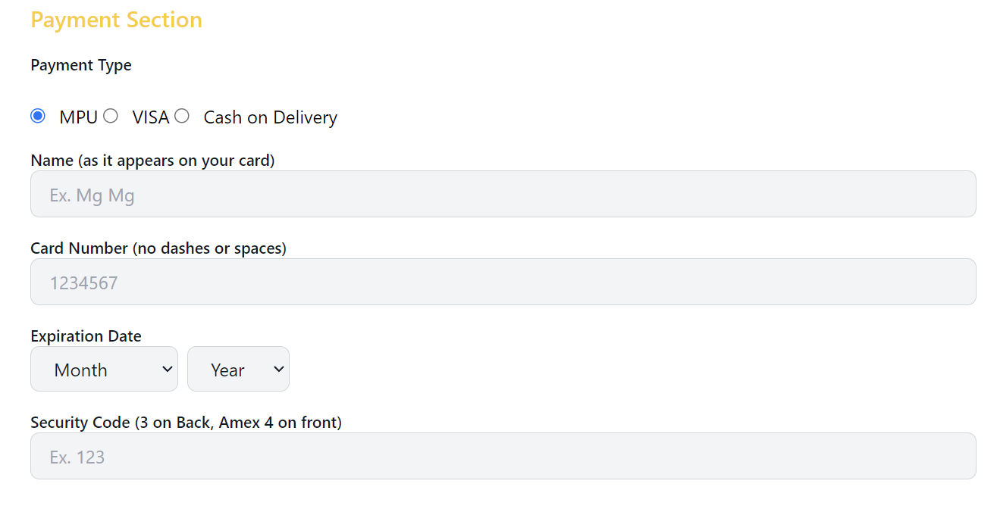 Payment Section
Payment Type
MPU VISA Cash on Delivery
Name (as it appears on your card)
Ex. Mg Mg
Card Number (no dashes or spaces)
1234567
Expiration Date
Month Year
Security Code (3 on Back, Amex 4 on front)
Ex. 123